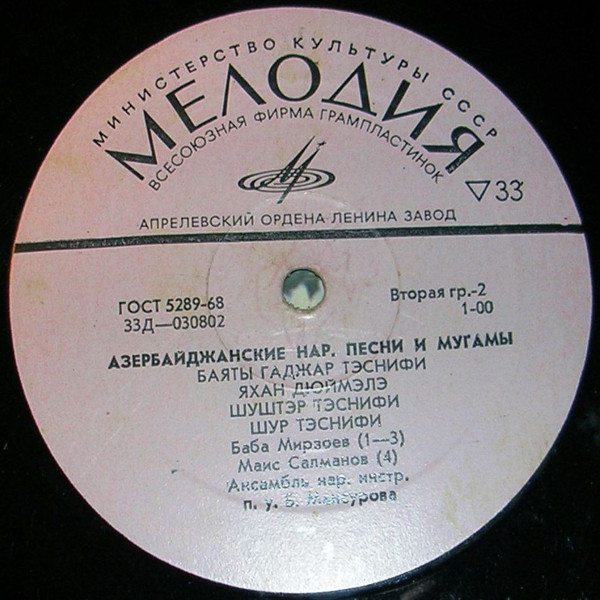 МИНИСТЕРСТВО КУЛЬТУРЫ СССР
МЕЛОДИЯ
ВСЕСОЮЗНАЯ ФИРМА ГРАМПЛАСТИНОК
33
АПРЕЛЕВСКИЙ ОРДЕНА ЛЕНИНА ЗАВОД
ГОСТ 5289-68
Вторая гр.-2
33Д—030802
1-00
АЗЕРБАЙДЖАНСКИЕ НАР. ПЕСНИ И МУГАМЫ
БАЯТЫ ГАДЖАР ТЭСНИФИ
ЯХАН ДЮЙМЭЛЭ
ШУШТЭР ТЭСНИФИ
ШУР ТЭСНИФИ
Баба Мирзоев (1—3)
Маис Салманов (4)
Ансамбль нар. инстр.
п. у. Б. Мансурова